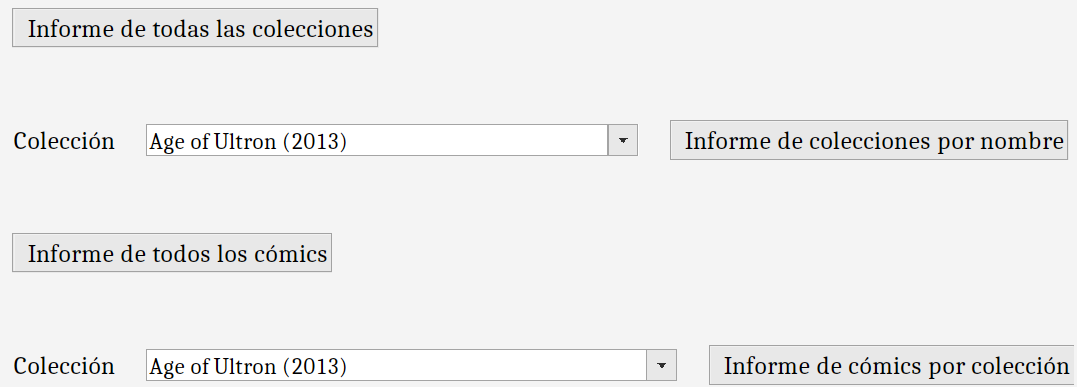 Informe de todas las colecciones
Colección Age of Ultron (2013) Informe de colecciones por nombre
Informe de todos los cómics
Colección Age of Ultron (2013) Informe de cómics por colección